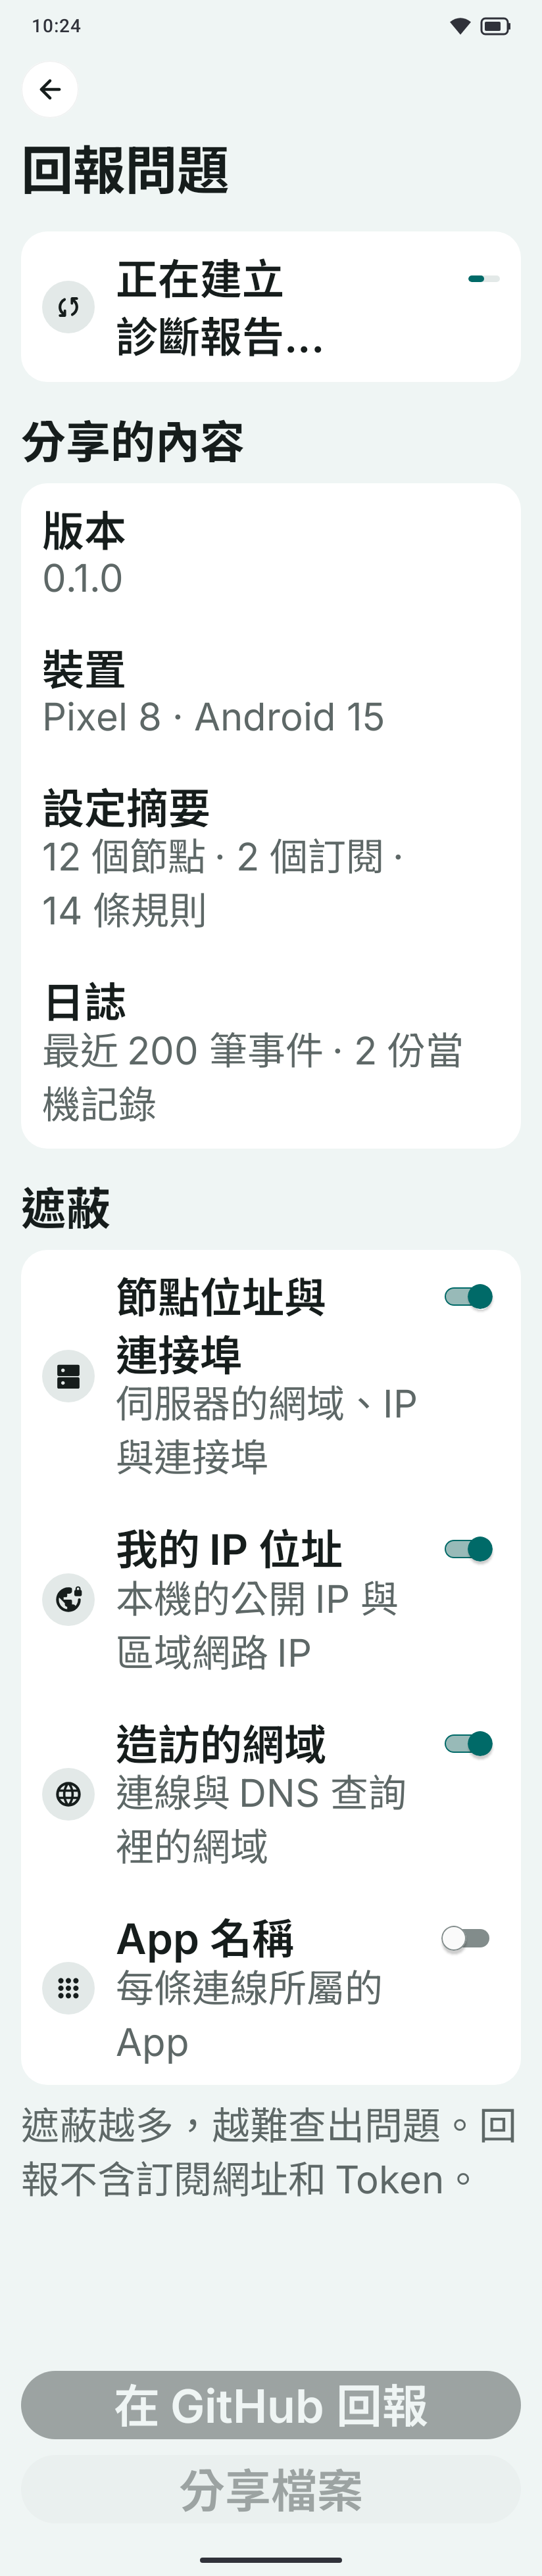 10:24
回報問題
正在建立
診斷報告...
分享的內容
版本
0.1.0
裝置
Pixel 8 · Android 15
設定摘要
12 個節點 · 2 個訂閱 ·
14 條規則
日誌
最近 200 筆事件 · 2 份當
機記錄
遮蔽
節點位址與
連接埠
伺服器的網域、IP
與連接埠
我的 IP 位址
本機的公開 IP 與
區域網路 IP
造訪的網域
連線與 DNS 查詢
裡的網域
App 名稱
每條連線所屬的
App
遮蔽越多，越難查出問題。回
報不含訂閱網址和 Token。
在 GitHub 回報
分享檔案